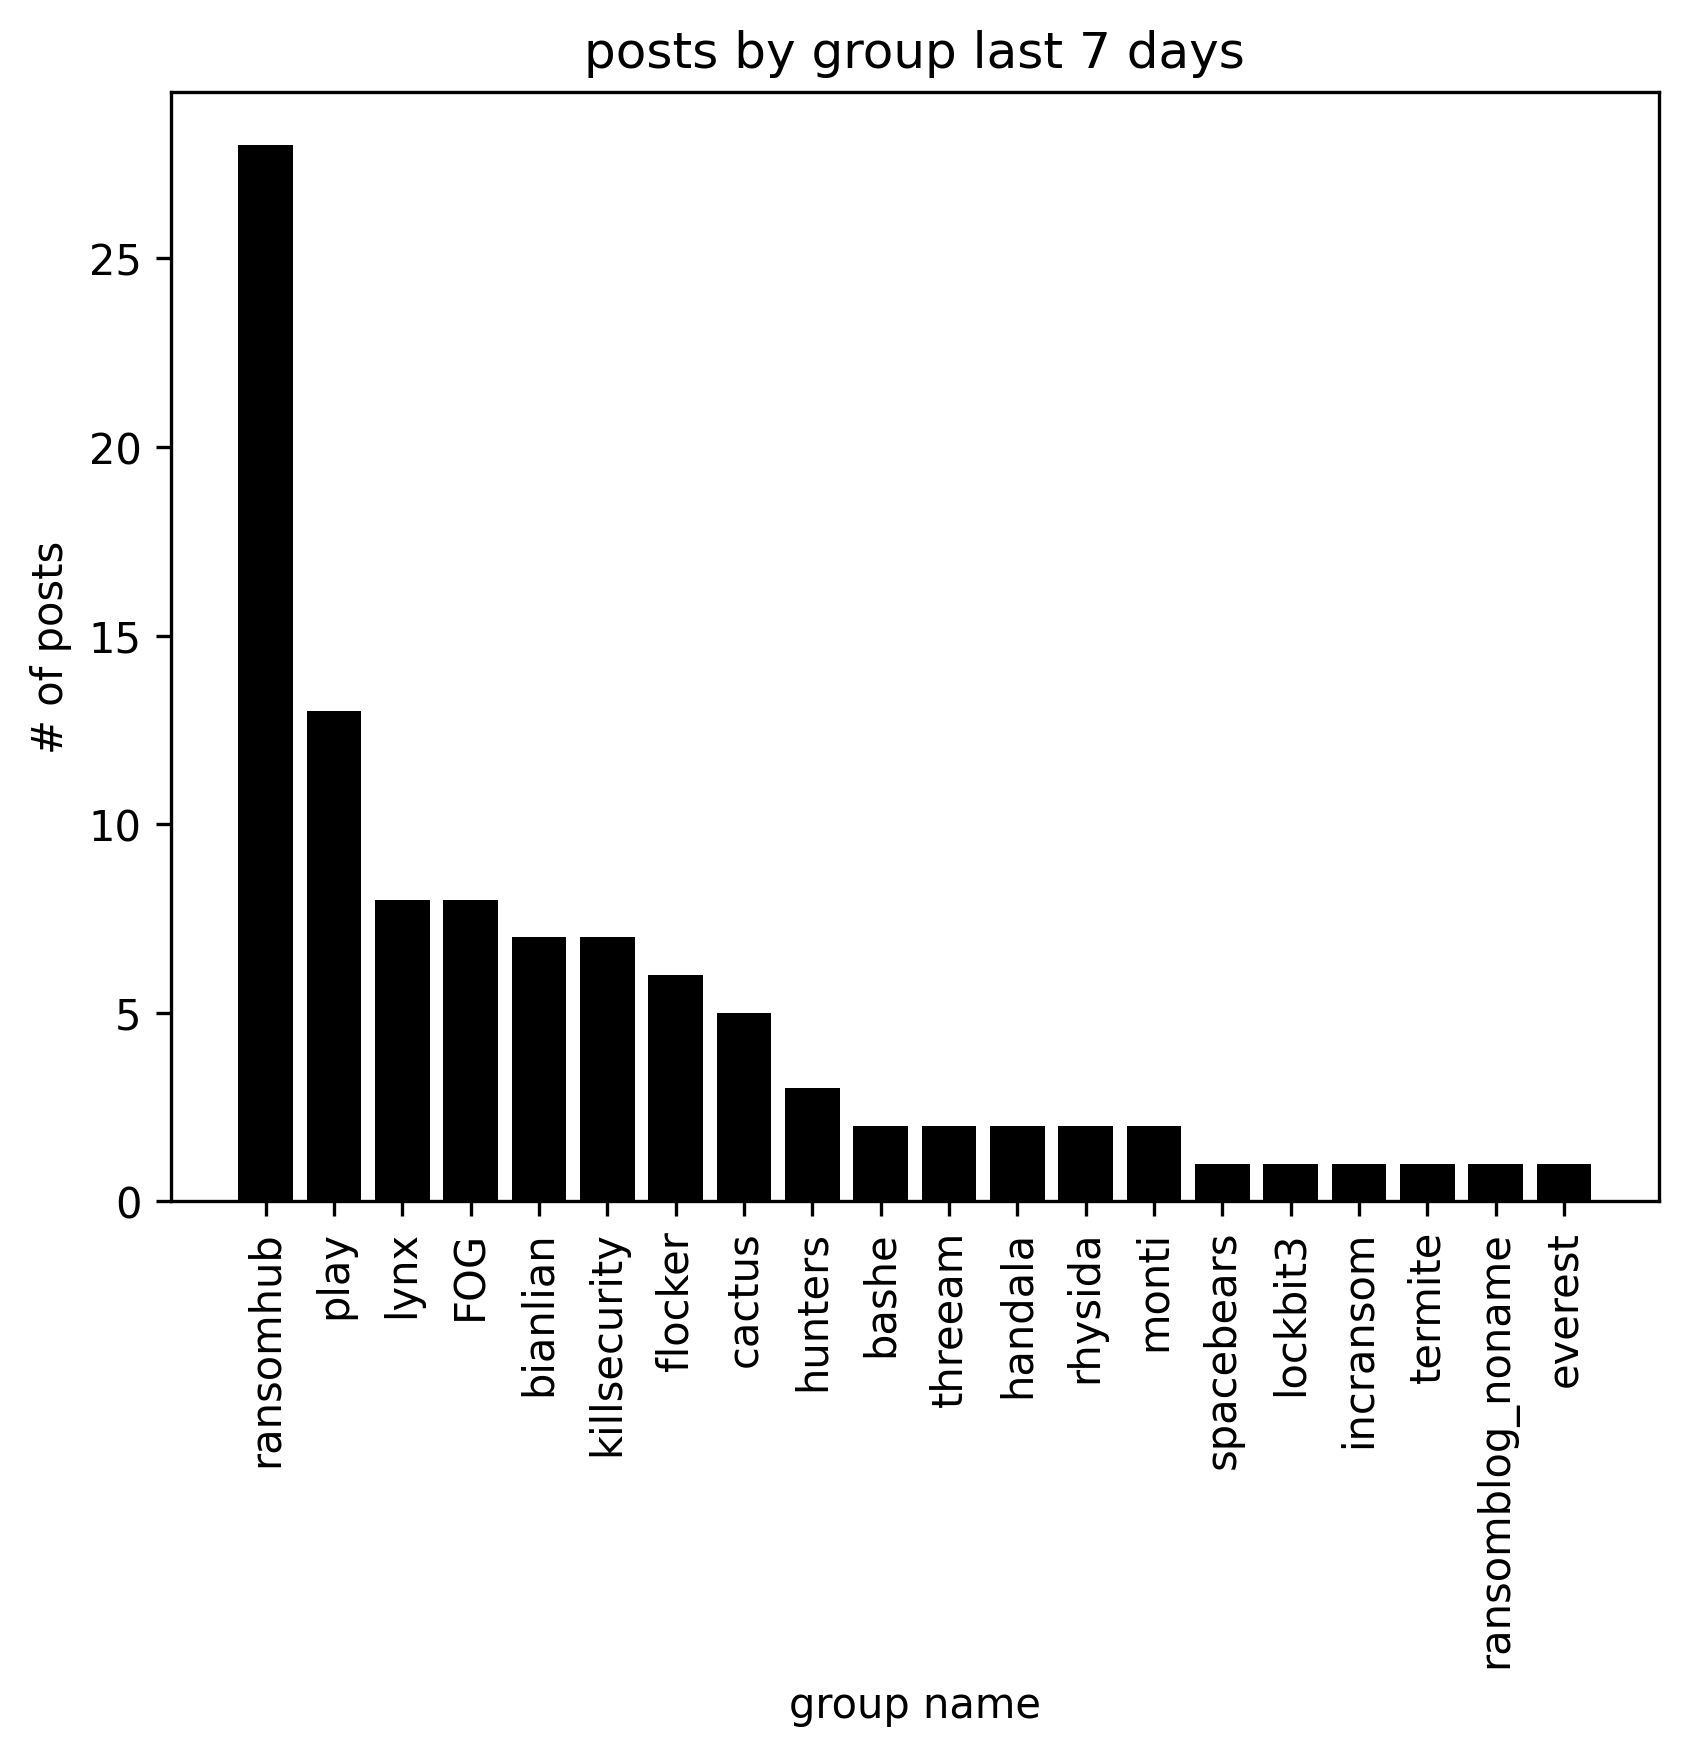 posts by group last 7 days
# of posts
25
20
15
10
5
0
ransomhub
play
lynx
FOG
bianlian
killsecurity
flocker
cactus
hunters
bashe
threeam
handala
rhysida
monti
spacebears
lockbit3
incransom
termite
ransomblog_noname
everest
group name